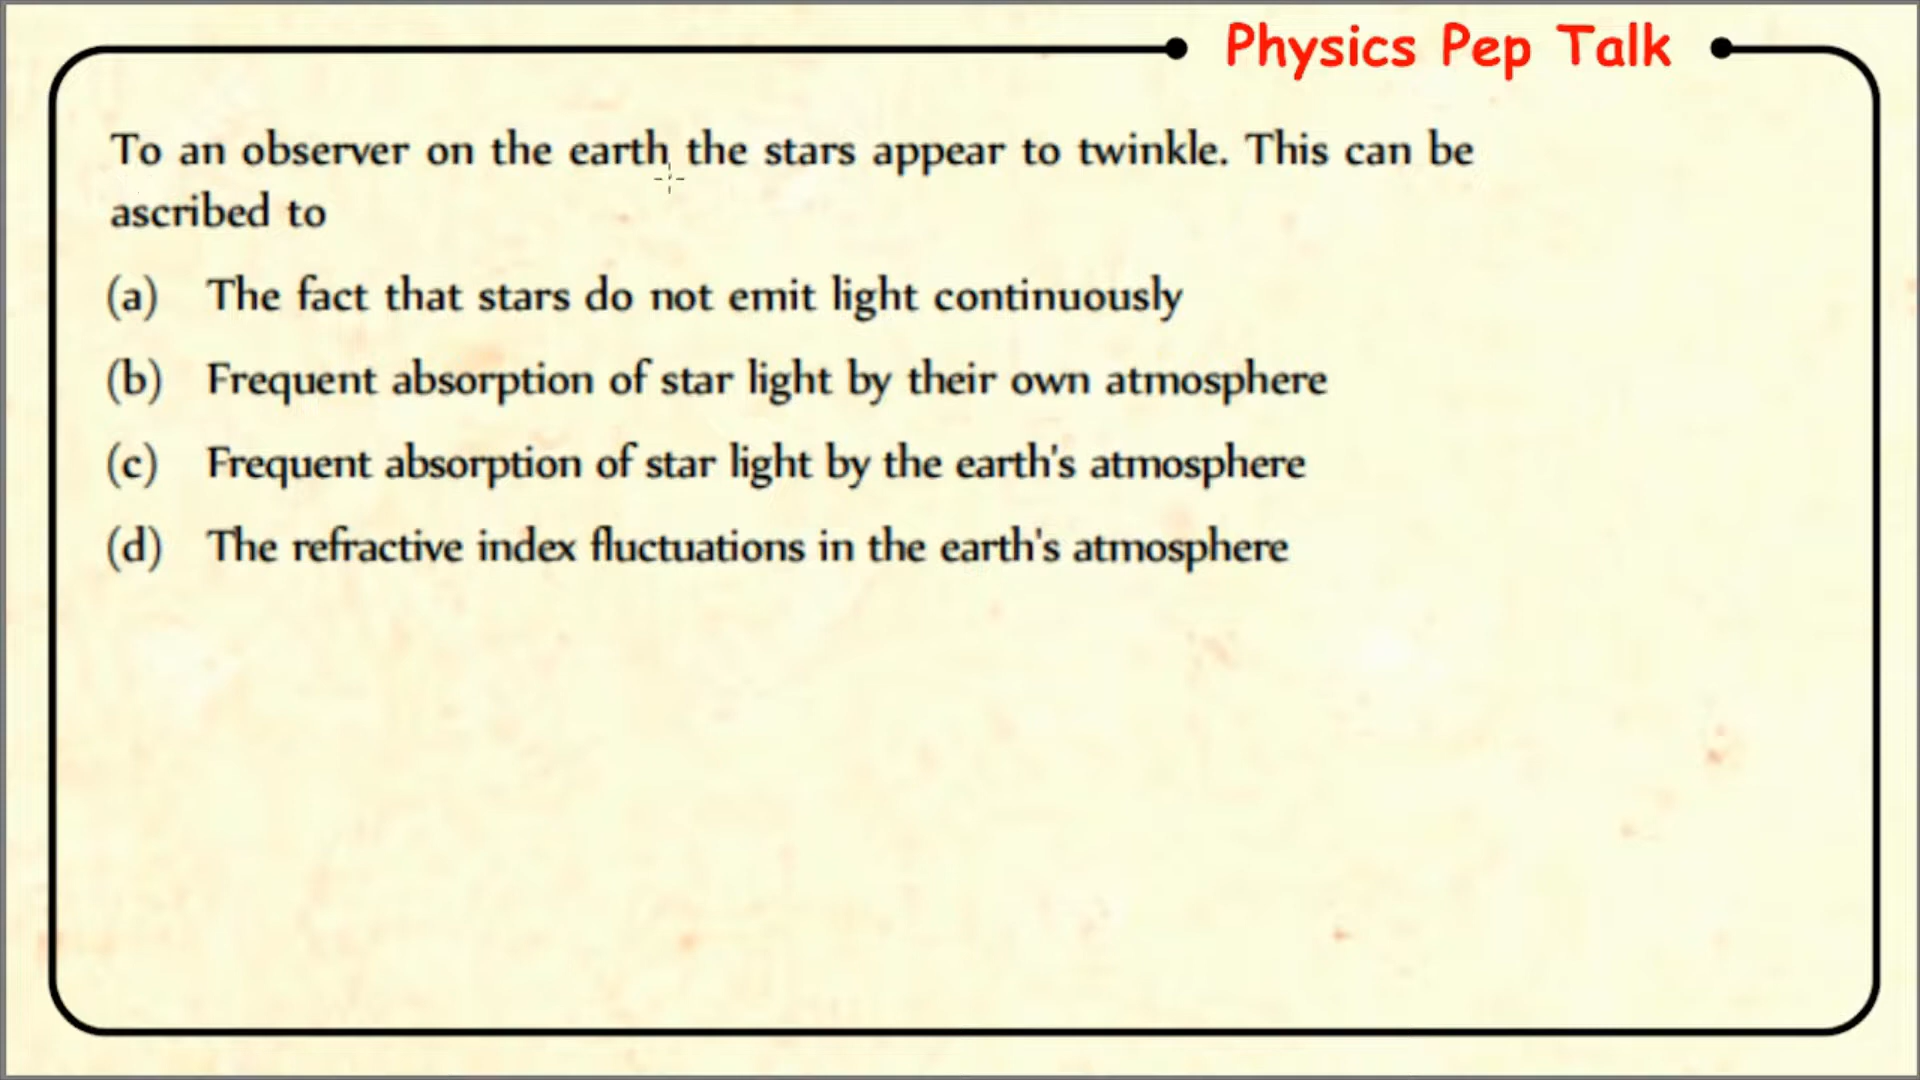 Physics Pep Talk
To an observer on the earth the stars appear to twinkle. This can be
ascribed to
(a) The fact that stars do not emit light continuously
(b) Frequent absorption of star light by their own atmosphere
(c) Frequent absorption of star light by the earth's atmosphere
(d) The refractive index fluctuations in the earth's atmosphere